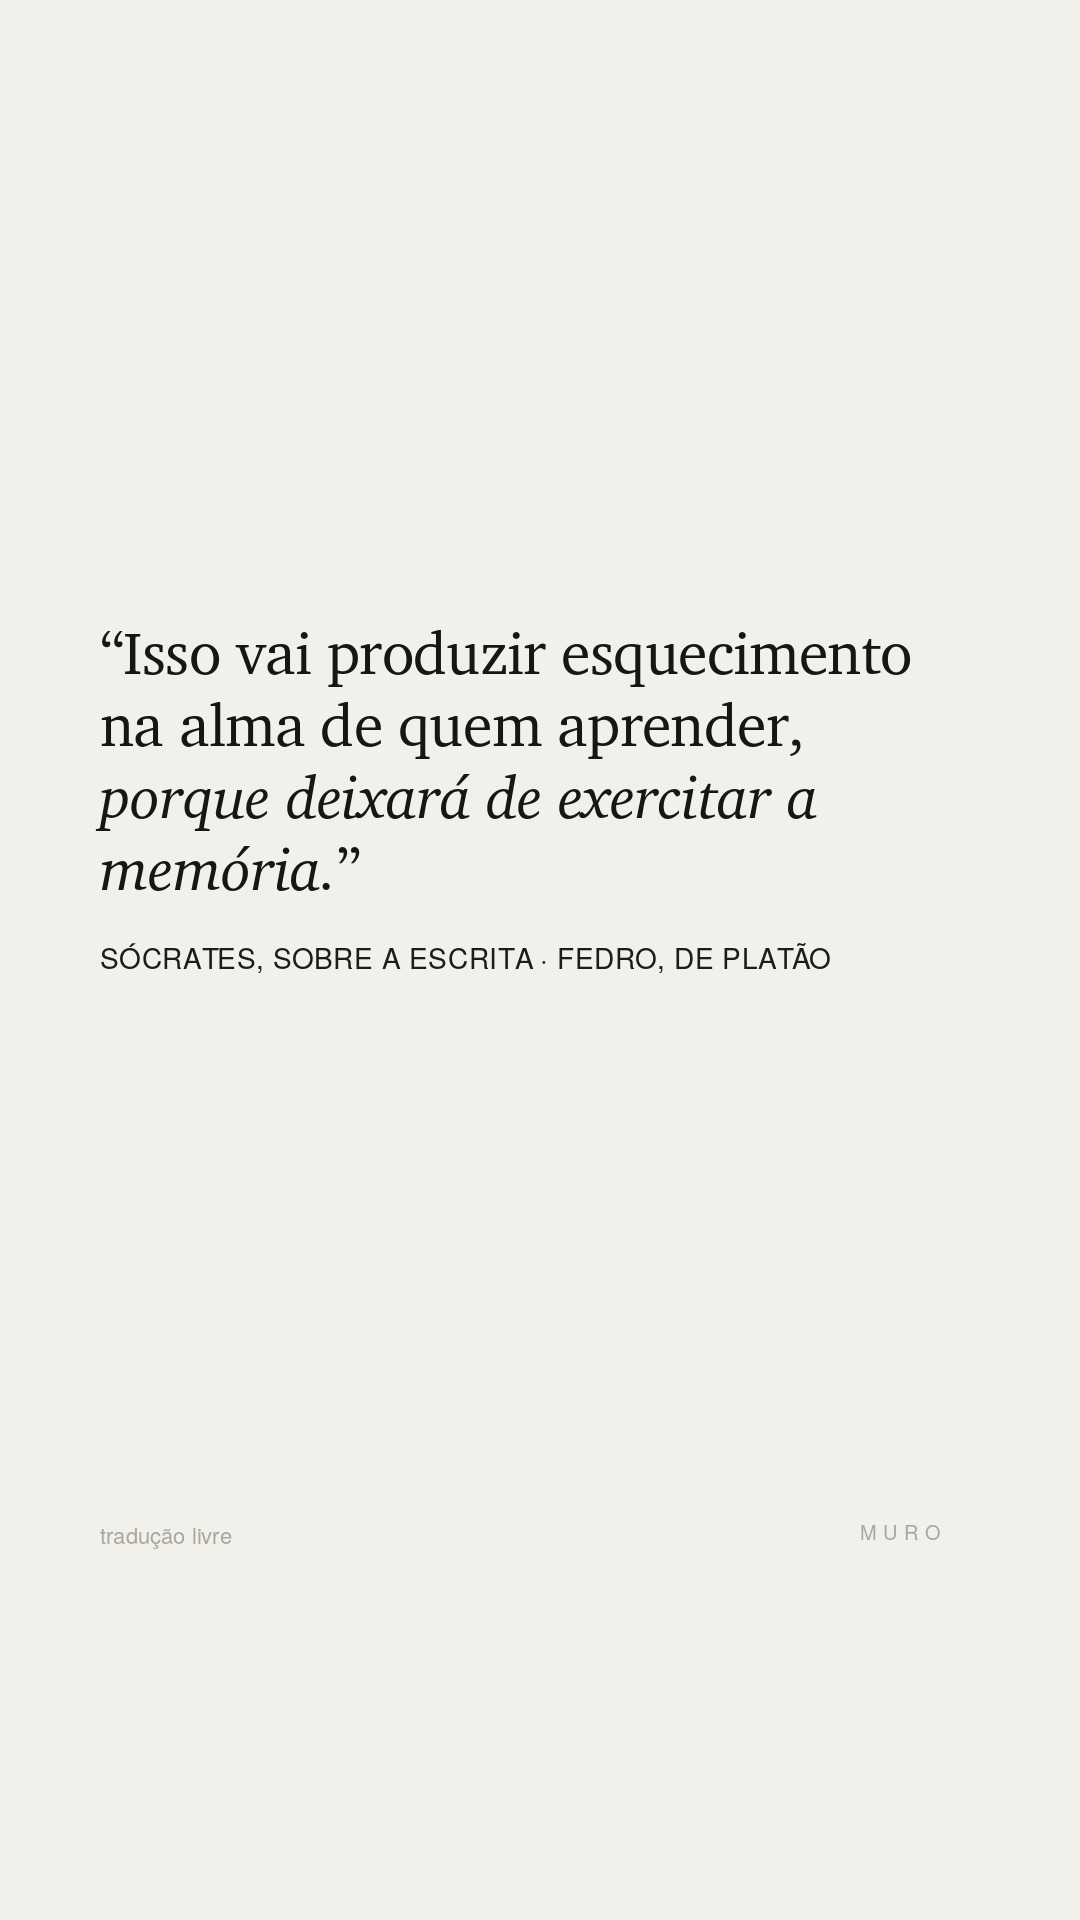 “Isso vai produzir esquecimento
na alma de quem aprender,
porque deixará de exercitar a
memória.”
SÓCRATES, SOBRE A ESCRITA · FEDRO, DE PLATÃO
tradução livre
MURO